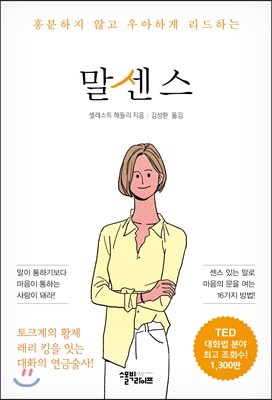 흥분하지 않고 우아하게 리드하는
말센스
셀레스트 헤들리 지음 | 김성환 옮김
말이 통하기보다
마음이 통하는
사람이 돼라!
센스 있는 말로
마음의 문을 여는
16가지 방법!
토크계의 황제
래리 킹을 잇는
대화의 연금술사!
TED
대화법 분야
최고 조회수!
1,300만
스몰빅라이프